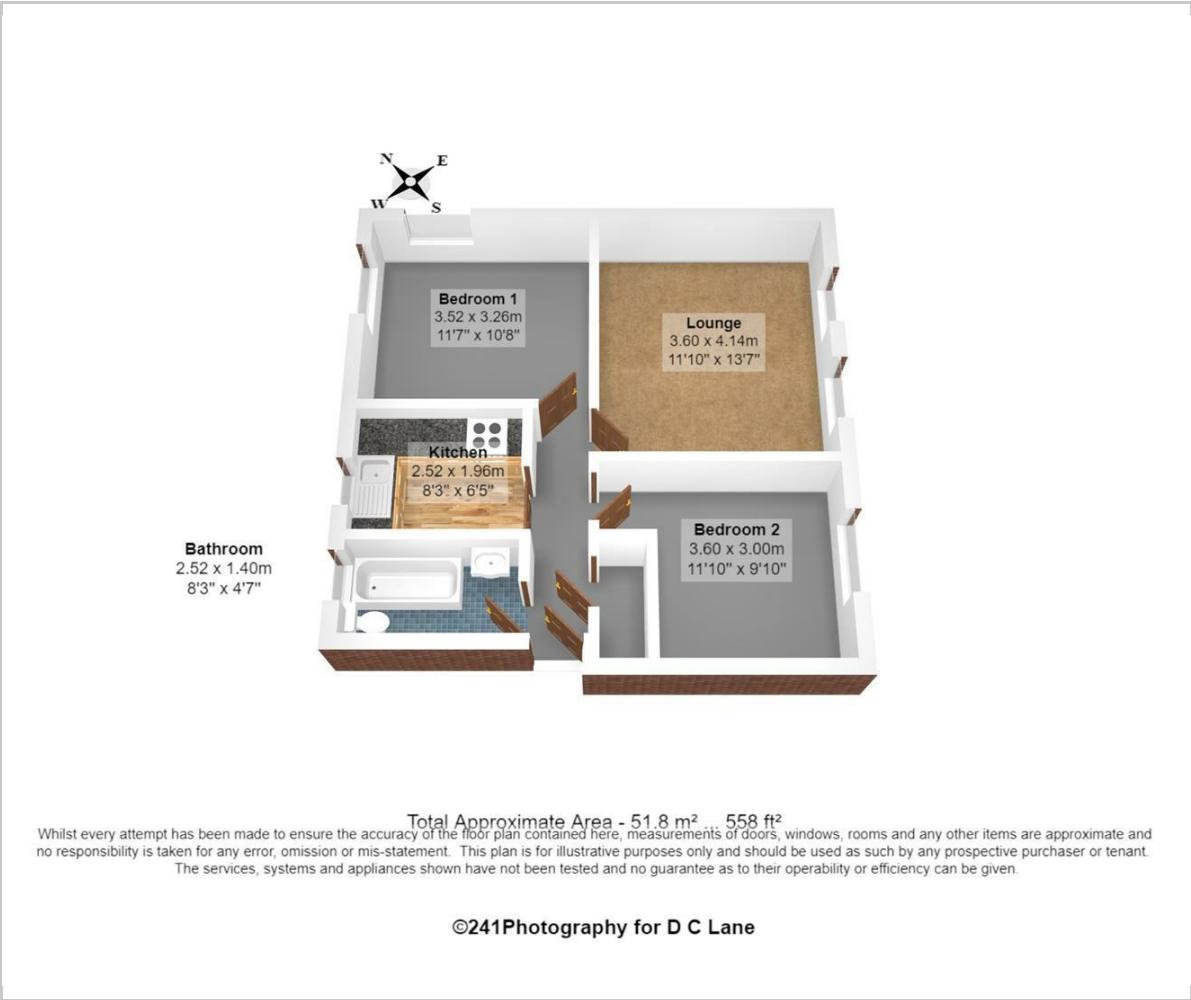 N E
W S
Bedroom 1
3.52 x 3.26m
11'7" x 10'8"
Lounge
3.60 x 4.14m
11'10" x 13'7"
Kitchen
2.52 x 1.96m
8'3" x 6'5"
Bedroom 2
3.60 x 3.00m
11'10" x 9'10"
Bathroom
2.52 x 1.40m
8'3" x 4'7"
Total Approximate Area - 51.8 m² ... 558 ft²
Whilst every attempt has been made to ensure the accuracy of the floor plan contained here, measurements of doors, windows, rooms and any other items are approximate and
no responsibility is taken for any error, omission or mis-statement. This plan is for illustrative purposes only and should be used as such by any prospective purchaser or tenant.
The services, systems and appliances shown have not been tested and no guarantee as to their operability or efficiency can be given.
©241Photography for D C Lane